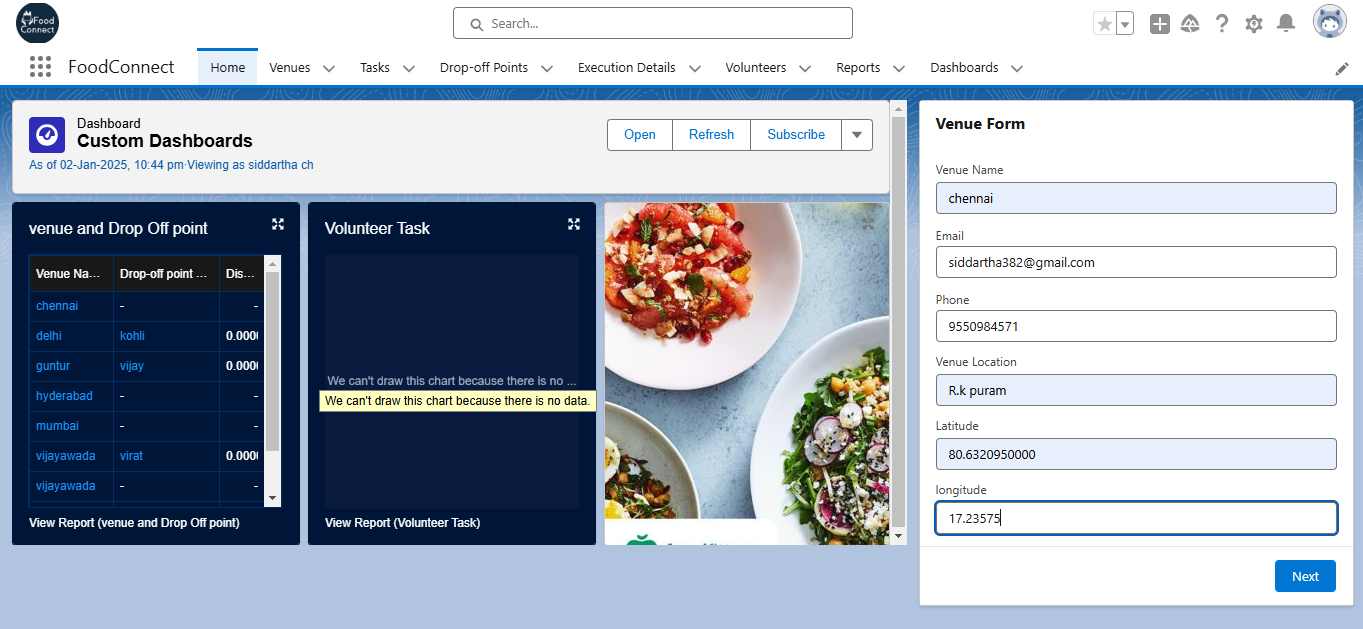 Food
Connect
Search...
FoodConnect
Home
Venues
Tasks
Drop-off Points
Execution Details
Volunteers
Reports
Dashboards
Dashboard
Custom Dashboards
As of 02-Jan-2025, 10:44 pm·Viewing as siddartha ch
Open
Refresh
Subscribe
venue and Drop Off point
Venue Na... Drop-off point ... Dis...
chennai - -
delhi kohli 0.000
guntur vijay 0.000
hyderabad - -
mumbai - -
vijayawada virat 0.000
vijayawada - -
View Report (venue and Drop Off point)
Volunteer Task
We can't draw this chart because there is no ...
We can't draw this chart because there is no data.
View Report (Volunteer Task)
Venue Form
Venue Name
chennai
Email
siddartha382@gmail.com
Phone
9550984571
Venue Location
R.k puram
Latitude
80.6320950000
longitude
17.23575
Next